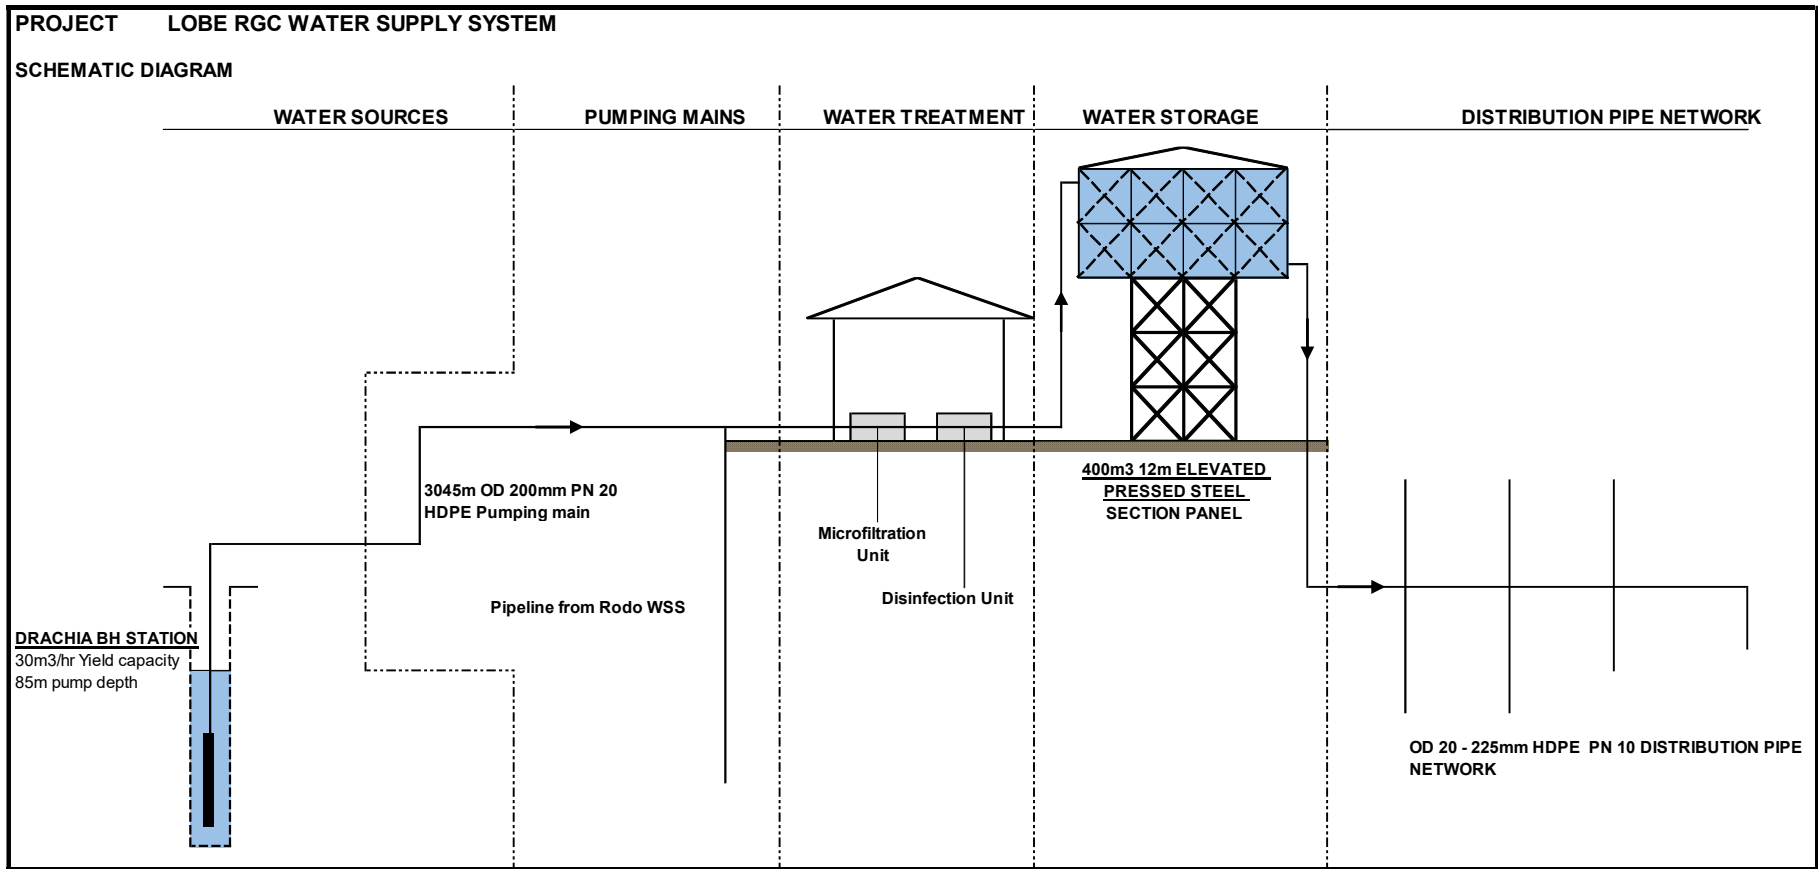 PROJECT LOBE RGC WATER SUPPLY SYSTEM
SCHEMATIC DIAGRAM
WATER SOURCES
PUMPING MAINS
WATER TREATMENT
WATER STORAGE
DISTRIBUTION PIPE NETWORK
3045m OD 200mm PN 20
HDPE Pumping main
400m3 12m ELEVATED
PRESSED STEEL
SECTION PANEL
Microfiltration
Unit
Disinfection Unit
Pipeline from Rodo WSS
DRACHIA BH STATION
30m3/hr Yield capacity
85m pump depth
OD 20 - 225mm HDPE PN 10 DISTRIBUTION PIPE
NETWORK